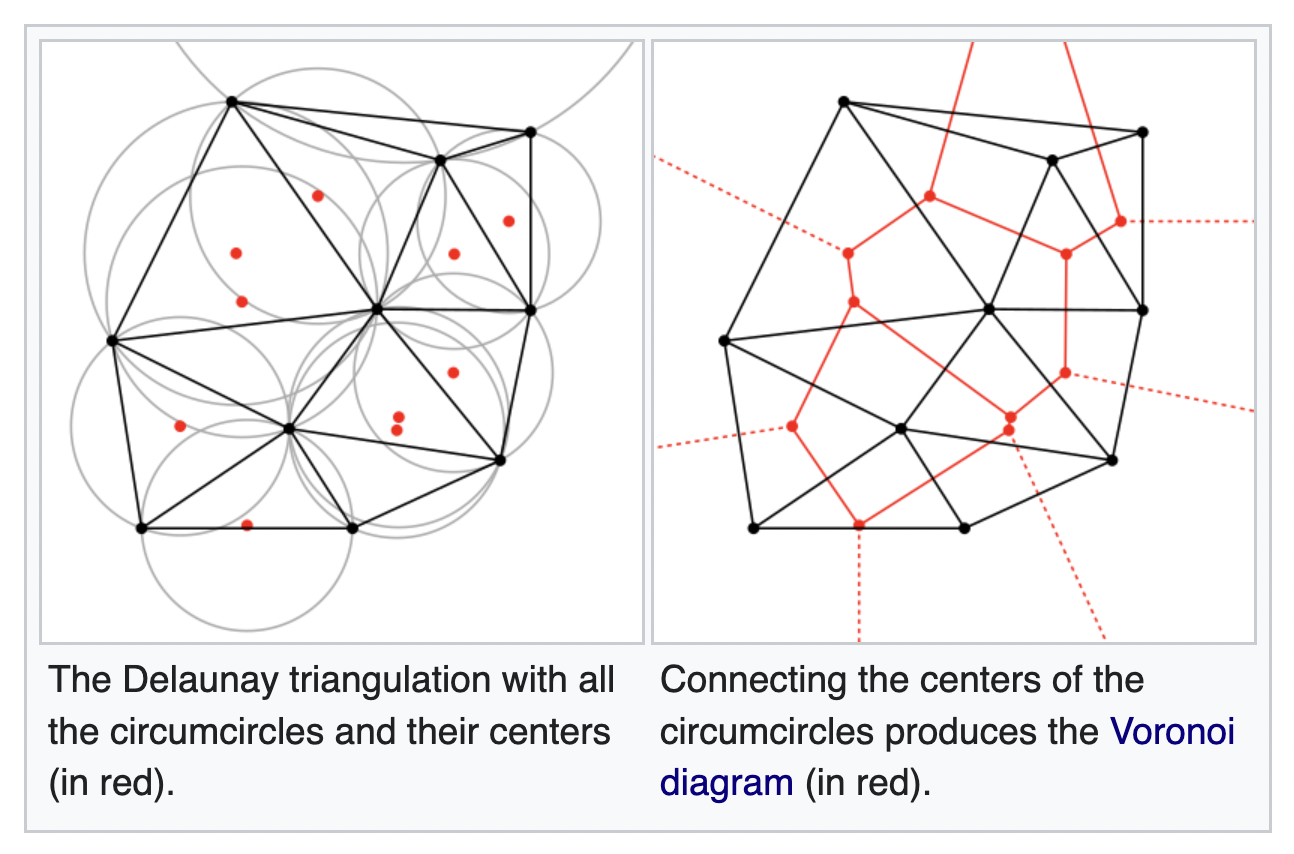 The Delaunay triangulation with all
the circumcircles and their centers
(in red).
Connecting the centers of the
circumcircles produces the Voronoi
diagram (in red).